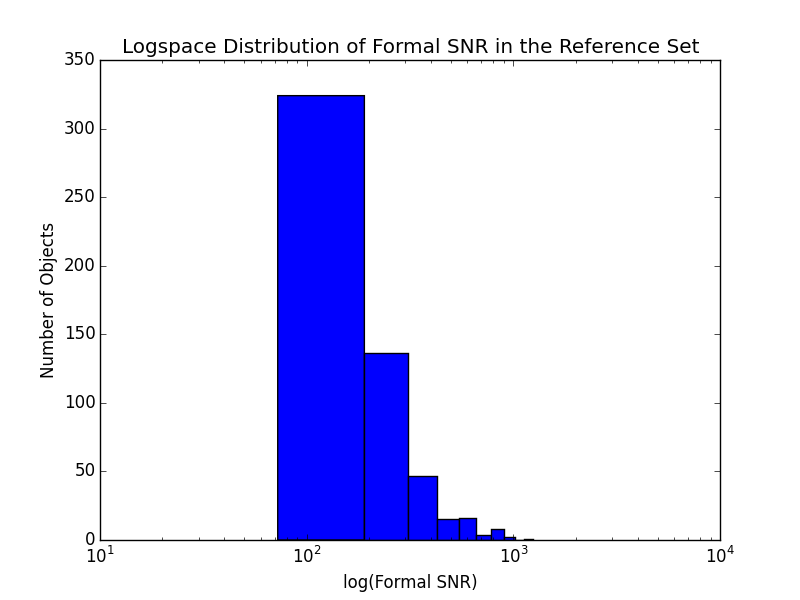 Logspace Distribution of Formal SNR in the Reference Set
350
300
250
200
150
100
50
0
10^1 10^2 10^3 10^4
Number of Objects
log(Formal SNR)